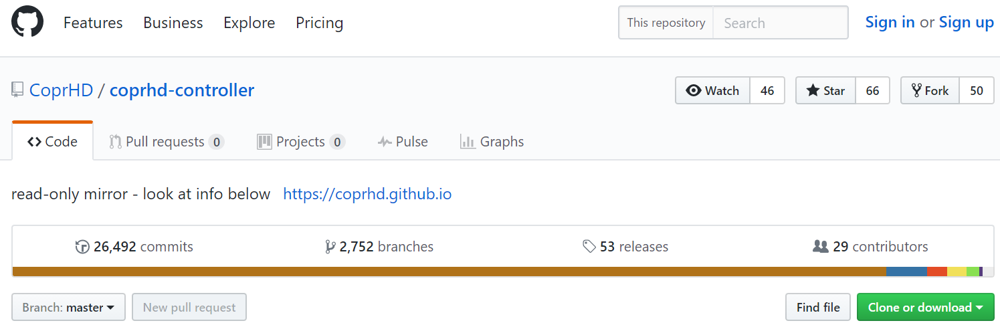 Features Business Explore Pricing This repository Search Sign in or Sign up
CoprHD / coprhd-controller Watch 46 Star 66 Fork 50
Code Pull requests 0 Projects 0 Pulse Graphs
read-only mirror - look at info below https://coprhd.github.io
26,492 commits 2,752 branches 53 releases 29 contributors
Branch: master New pull request Find file Clone or download